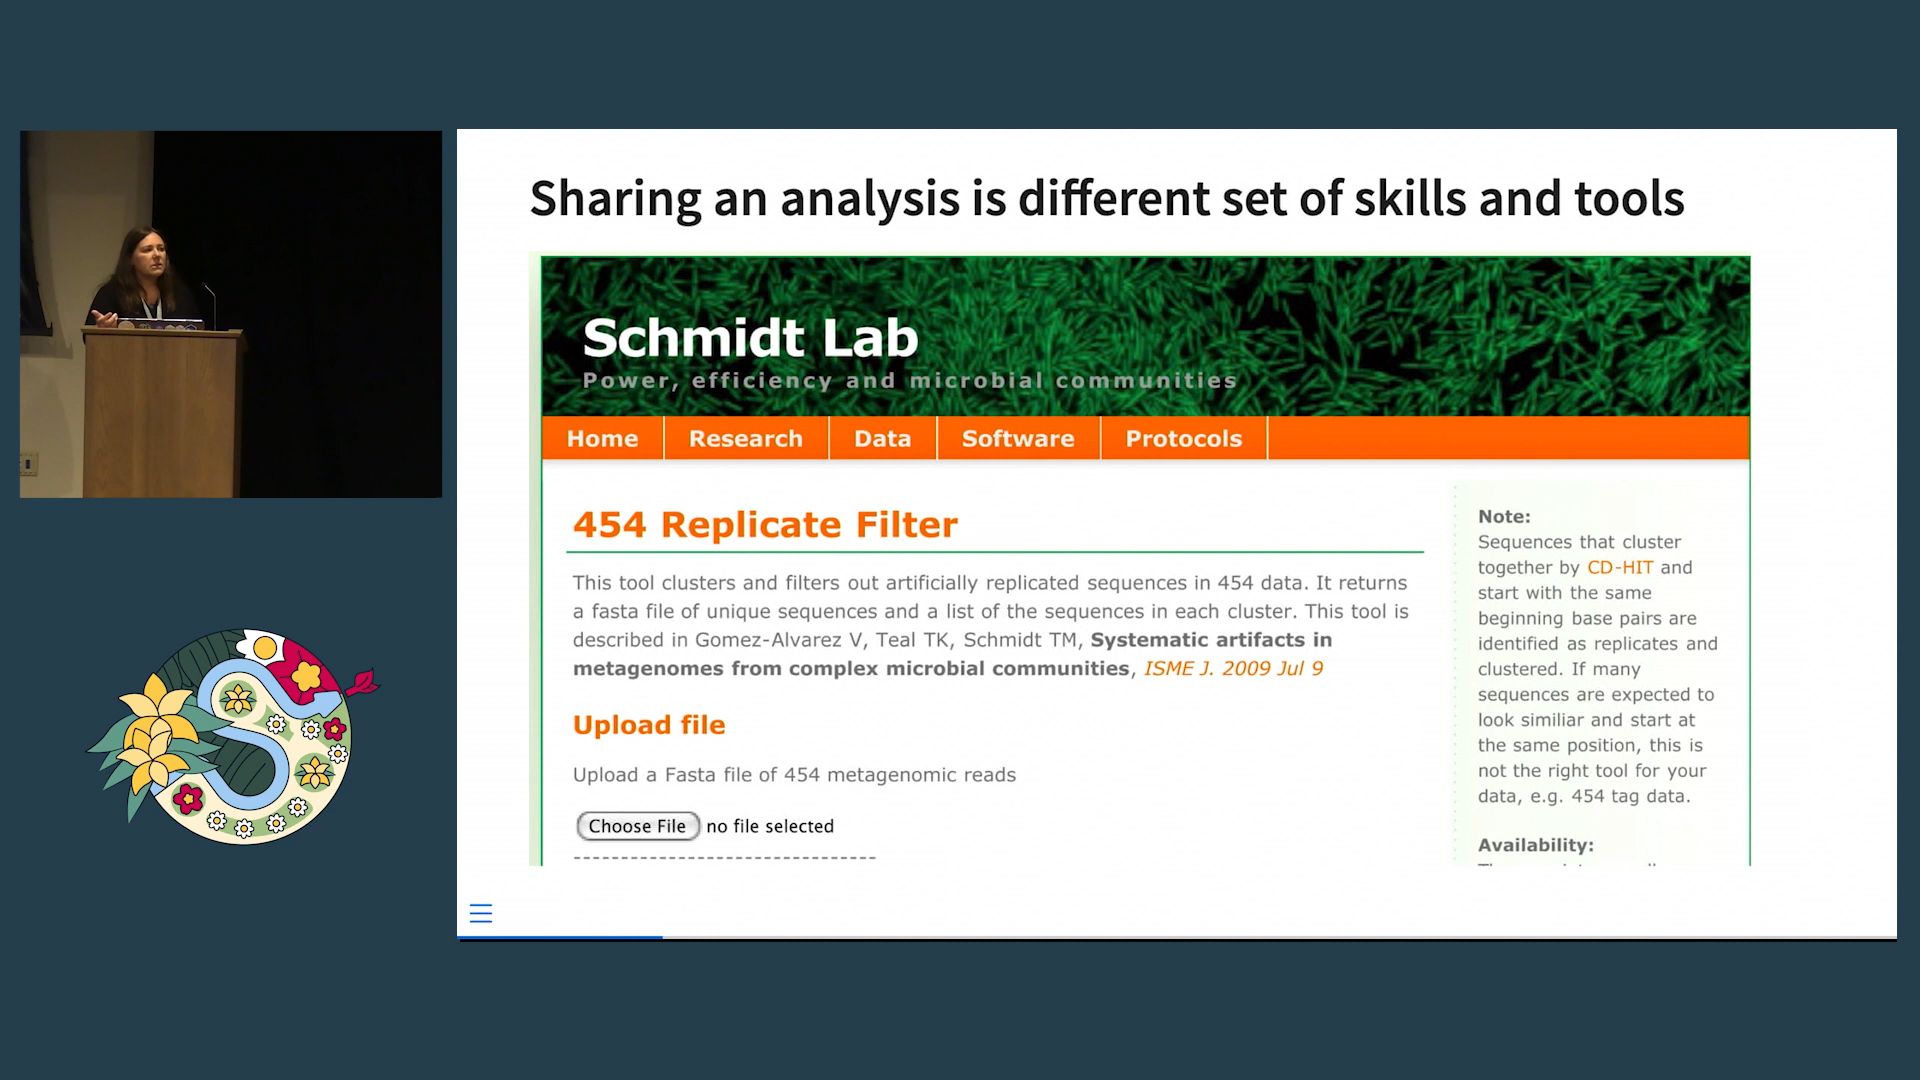 Sharing an analysis is different set of skills and tools
Schmidt Lab
Power, efficiency and microbial communities
Home Research Data Software Protocols
454 Replicate Filter
This tool clusters and filters out artificially replicated sequences in 454 data. It returns
a fasta file of unique sequences and a list of the sequences in each cluster. This tool is
described in Gomez-Alvarez V, Teal TK, Schmidt TM, Systematic artifacts in
metagenomes from complex microbial communities, ISME J. 2009 Jul 9
Upload file
Upload a Fasta file of 454 metagenomic reads
Choose File no file selected
--------------------------------
Note:
Sequences that cluster
together by CD-HIT and
start with the same
beginning base pairs are
identified as replicates and
clustered. If many
sequences are expected to
look similiar and start at
the same position, this is
not the right tool for your
data, e.g. 454 tag data.
Availability: